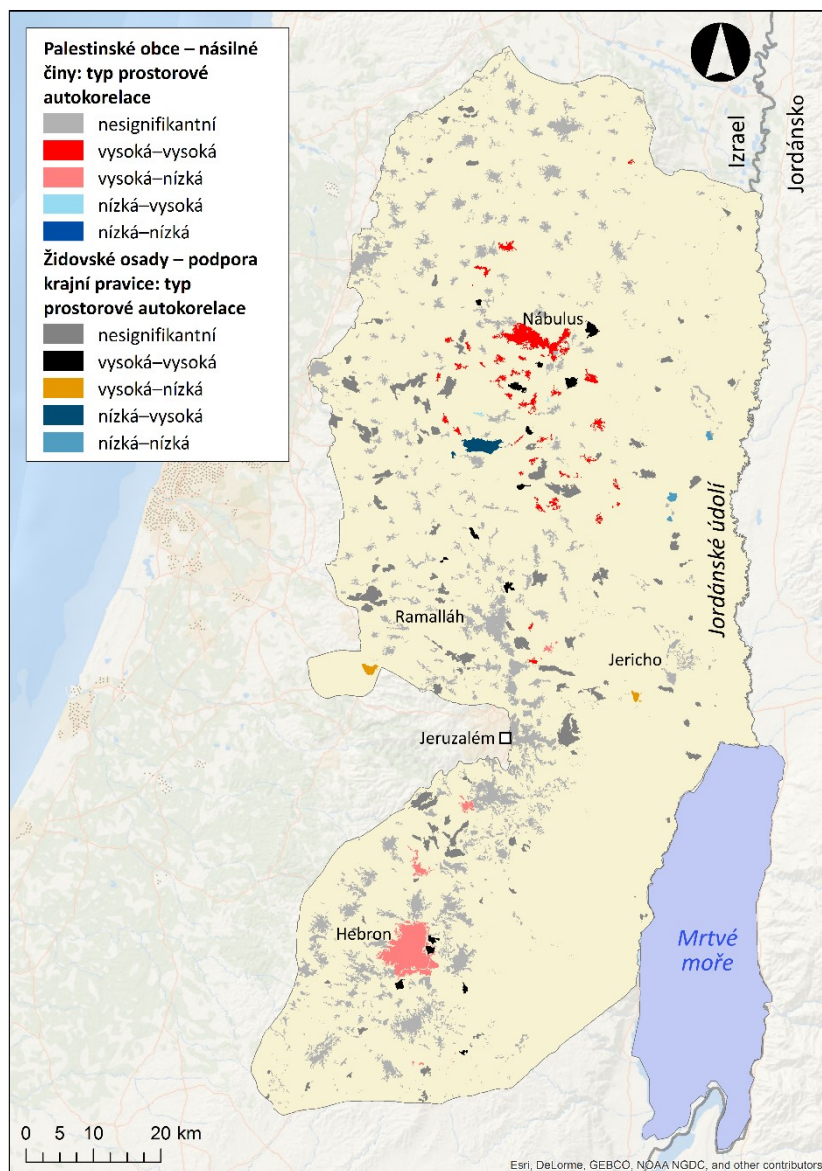 Palestinské obce – násilné
činy: typ prostorové
autokorelace
nesignifikantní
vysoká–vysoká
vysoká–nízká
nízká–vysoká
nízká–nízká
Židovské osady – podpora
krajní pravice: typ
prostorové autokorelace
nesignifikantní
vysoká–vysoká
vysoká–nízká
nízká–vysoká
nízká–nízká
Izrael
Jordánsko
Nábulus
Jordánské údolí
Ramalláh
Jericho
Jeruzalém
Hebron
Mrtvé
moře
0 5 10 20 km
Esri, DeLorme, GEBCO, NOAA NGDC, and other contributors